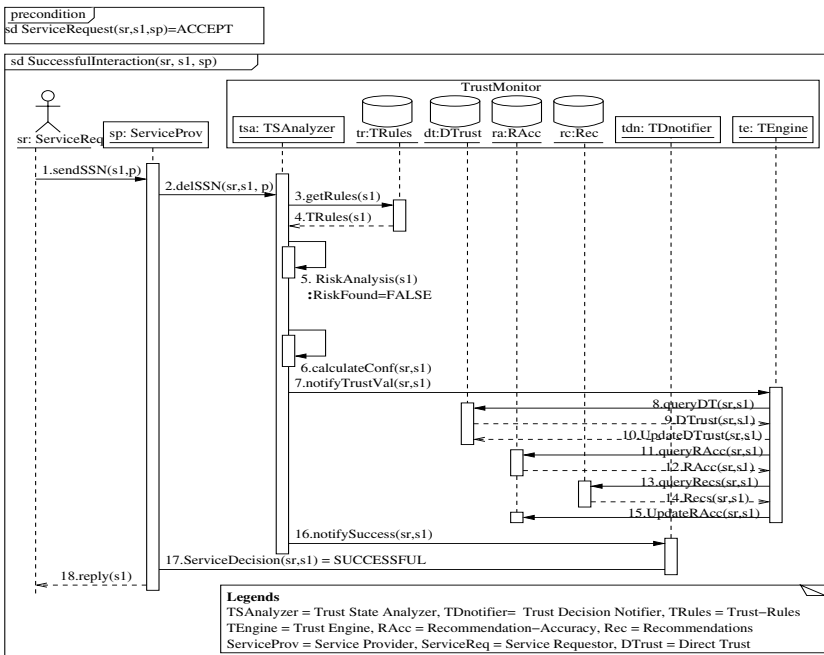 precondition
sd ServiceRequest(sr,s1,sp)=ACCEPT
sd SuccessfulInteraction(sr, s1, sp)
TrustMonitor
sr: ServiceReq
sp: ServiceProv
tsa: TSAnalyzer
tr:TRules
dt:DTrust
ra:RAcc
rc:Rec
tdn: TDnotifier
te: TEngine
1.sendSSN(s1,p)
2.delSSN(sr,s1, p)
3.getRules(s1)
4.TRules(s1)
5. RiskAnalysis(s1)
:RiskFound=FALSE
6.calculateConf(sr,s1)
7.notifyTrustVal(sr,s1)
8.queryDT(sr,s1)
9.DTrust(sr,s1)
10.UpdateDTrust(sr,s1)
11.queryRAcc(sr,s1)
12.RAcc(sr,s1)
13.queryRecs(sr,s1)
14.Recs(sr,s1)
15.UpdateRAcc(sr,s1)
16.notifySuccess(sr,s1)
17.ServiceDecision(sr,s1) = SUCCESSFUL
18.reply(s1)
Legends
TSAnalyzer = Trust State Analyzer, TDnotifier= Trust Decision Notifier, TRules = Trust−Rules
TEngine = Trust Engine, RAcc = Recommendation−Accuracy, Rec = Recommendations
ServiceProv = Service Provider, ServiceReq = Service Requestor, DTrust = Direct Trust